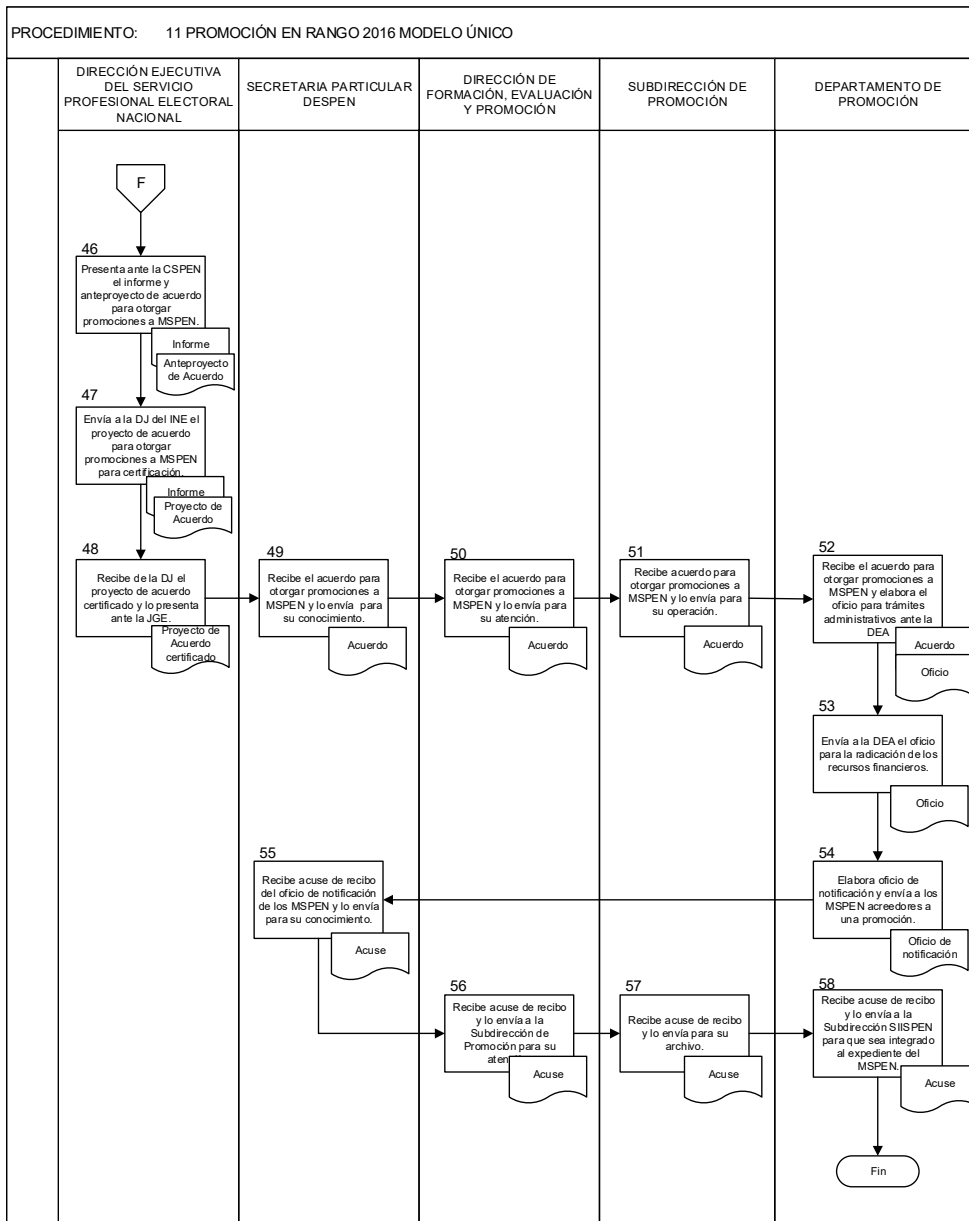 PROCEDIMIENTO: 11 PROMOCIÓN EN RANGO 2016 MODELO ÚNICO
DIRECCIÓN EJECUTIVA
DEL SERVICIO
PROFESIONAL ELECTORAL
NACIONAL
SECRETARIA PARTICULAR
DESPEN
DIRECCIÓN DE
FORMACIÓN, EVALUACIÓN
Y PROMOCIÓN
SUBDIRECCIÓN DE
PROMOCIÓN
DEPARTAMENTO DE
PROMOCIÓN
F
46
Presenta ante la CSPEN
el informe y
anteproyecto de acuerdo
para otorgar
promociones a MSPEN.
Informe
Anteproyecto
de Acuerdo
47
Envía a la DJ del INE el
proyecto de acuerdo
para otorgar
promociones a MSPEN
para certificación.
Informe
Proyecto de
Acuerdo
48
Recibe de la DJ el
proyecto de acuerdo
certificado y lo presenta
ante la JGE.
Proyecto de
Acuerdo
certificado
49
Recibe el acuerdo para
otorgar promociones a
MSPEN y lo envía para
su conocimiento.
Acuerdo
50
Recibe el acuerdo para
otorgar promociones a
MSPEN y lo envía para
su atención.
Acuerdo
51
Recibe acuerdo para
otorgar promociones a
MSPEN y lo envía para
su operación.
Acuerdo
52
Recibe el acuerdo para
otorgar promociones a
MSPEN y elabora el
oficio para trámites
administrativos ante la
DEA
Acuerdo
Oficio
53
Envía a la DEA el oficio
para la radicación de los
recursos financieros.
Oficio
54
Elabora oficio de
notificación y envía a los
MSPEN acreedores a
una promoción.
Oficio de
notificación
55
Recibe acuse de recibo
del oficio de notificación
de los MSPEN y lo envía
para su conocimiento.
Acuse
56
Recibe acuse de recibo
y lo envía a la
Subdirección de
Promoción para su
Acuse
57
Recibe acuse de recibo
y lo envía para su
archivo.
Acuse
58
Recibe acuse de recibo
y lo envía a la
Subdirección SIISPEN
para que sea integrado
al expediente del
MSPEN.
Acuse
Fin